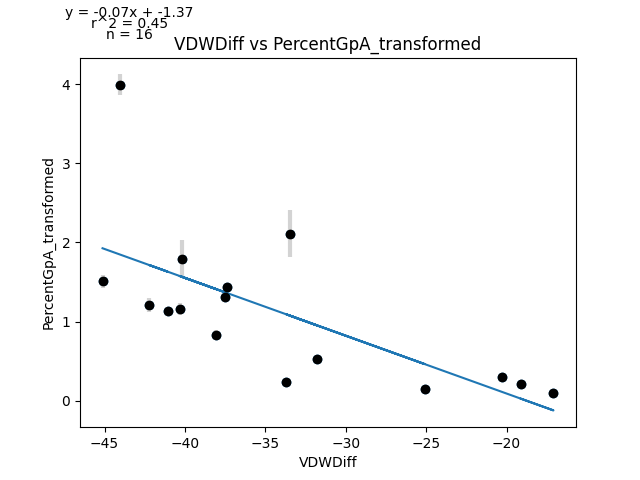 y = -0.07x + -1.37
r^2 = 0.45
n = 16
VDWDiff vs PercentGpA_transformed
4
3
2
1
0
PercentGpA_transformed
−45
−40
−35
−30
−25
−20
VDWDiff